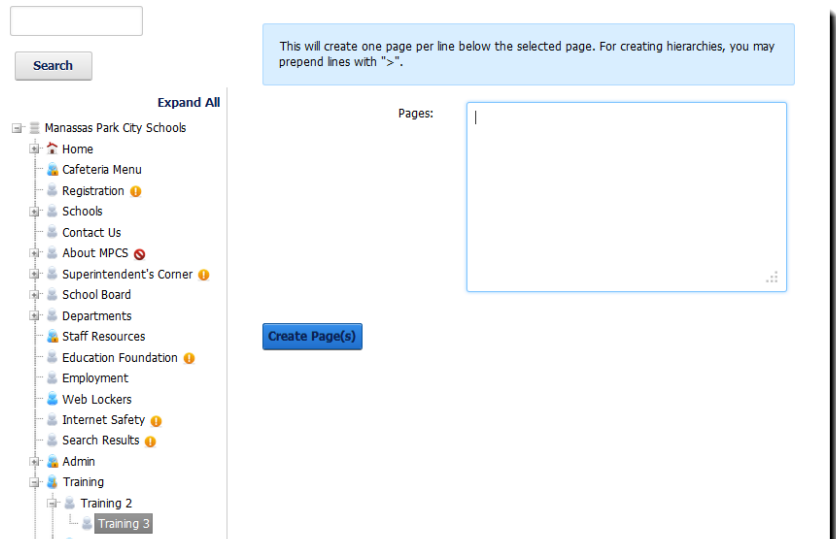 Search
Expand All
Manassas Park City Schools
Home
Cafeteria Menu
Registration
Schools
Contact Us
About MPCS
Superintendent's Corner
School Board
Departments
Staff Resources
Education Foundation
Employment
Web Lockers
Internet Safety
Search Results
Admin
Training
Training 2
Training 3
This will create one page per line below the selected page. For creating hierarchies, you may
prepend lines with ">".
Pages:
Create Page(s)